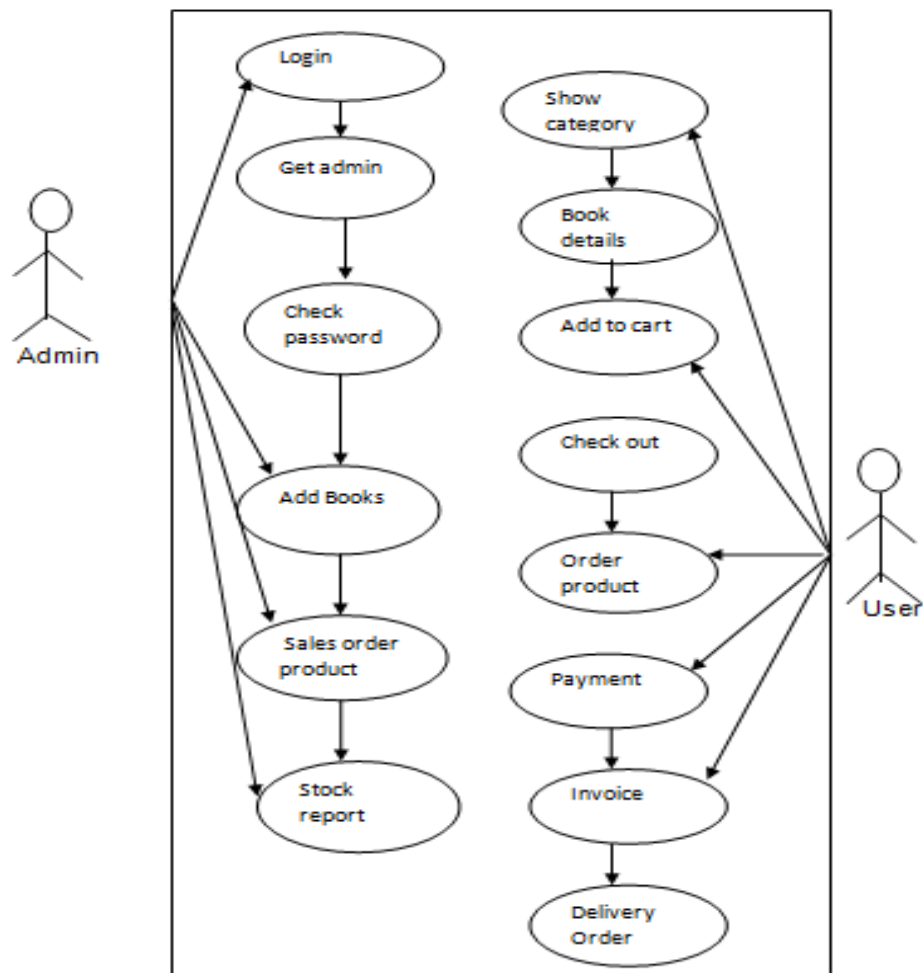 Login
Get admin
Check
password
Add Books
Sales order
product
Stock
report
Admin
Show
category
Book
details
Add to cart
Check out
Order
product
Payment
Invoice
Delivery
Order
User